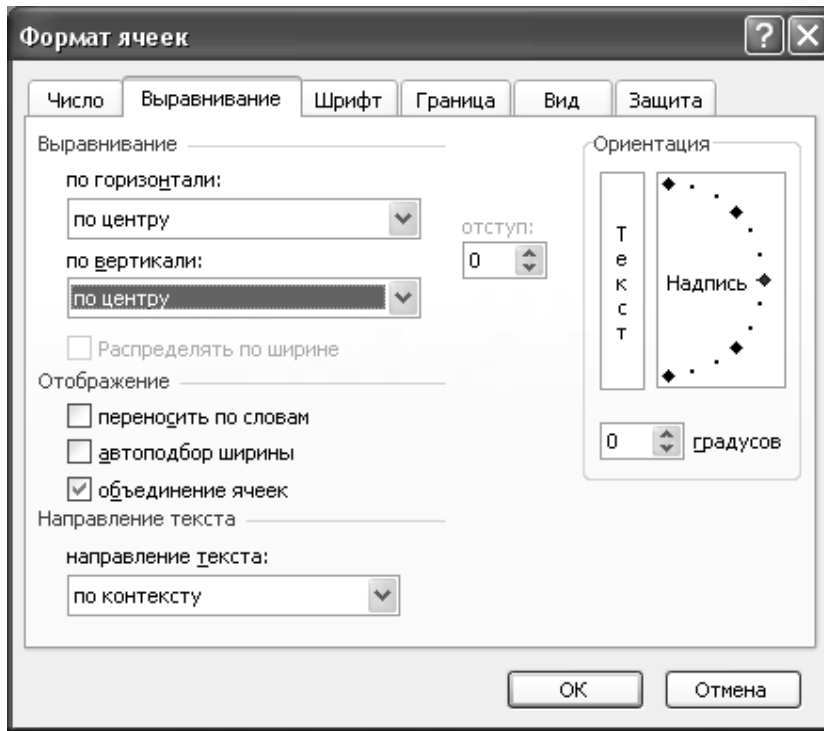 Формат ячеек
Число Выравнивание Шрифт Граница Вид Защита
Выравнивание
по горизонтали:
по центру
отступ:
0
по вертикали:
по центру
Распределять по ширине
Отображение
переносить по словам
автоподбор ширины
объединение ячеек
Направление текста
направление текста:
по контексту
Ориентация
Текст
Надпись
0 градусов
ОК Отмена